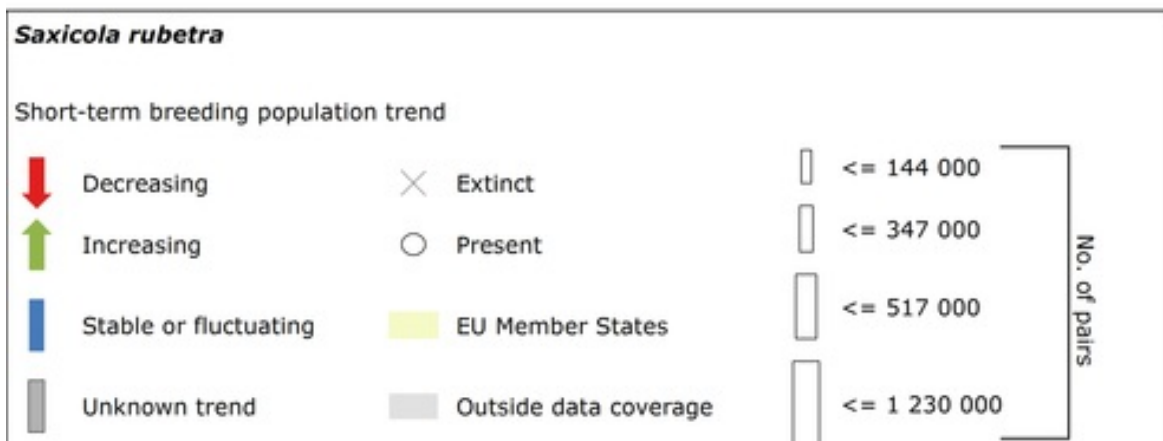 Saxicola rubetra
Short-term breeding population trend
Decreasing
Increasing
Stable or fluctuating
Unknown trend
Extinct
Present
EU Member States
Outside data coverage
<= 144 000
<= 347 000
<= 517 000
<= 1 230 000
No. of pairs